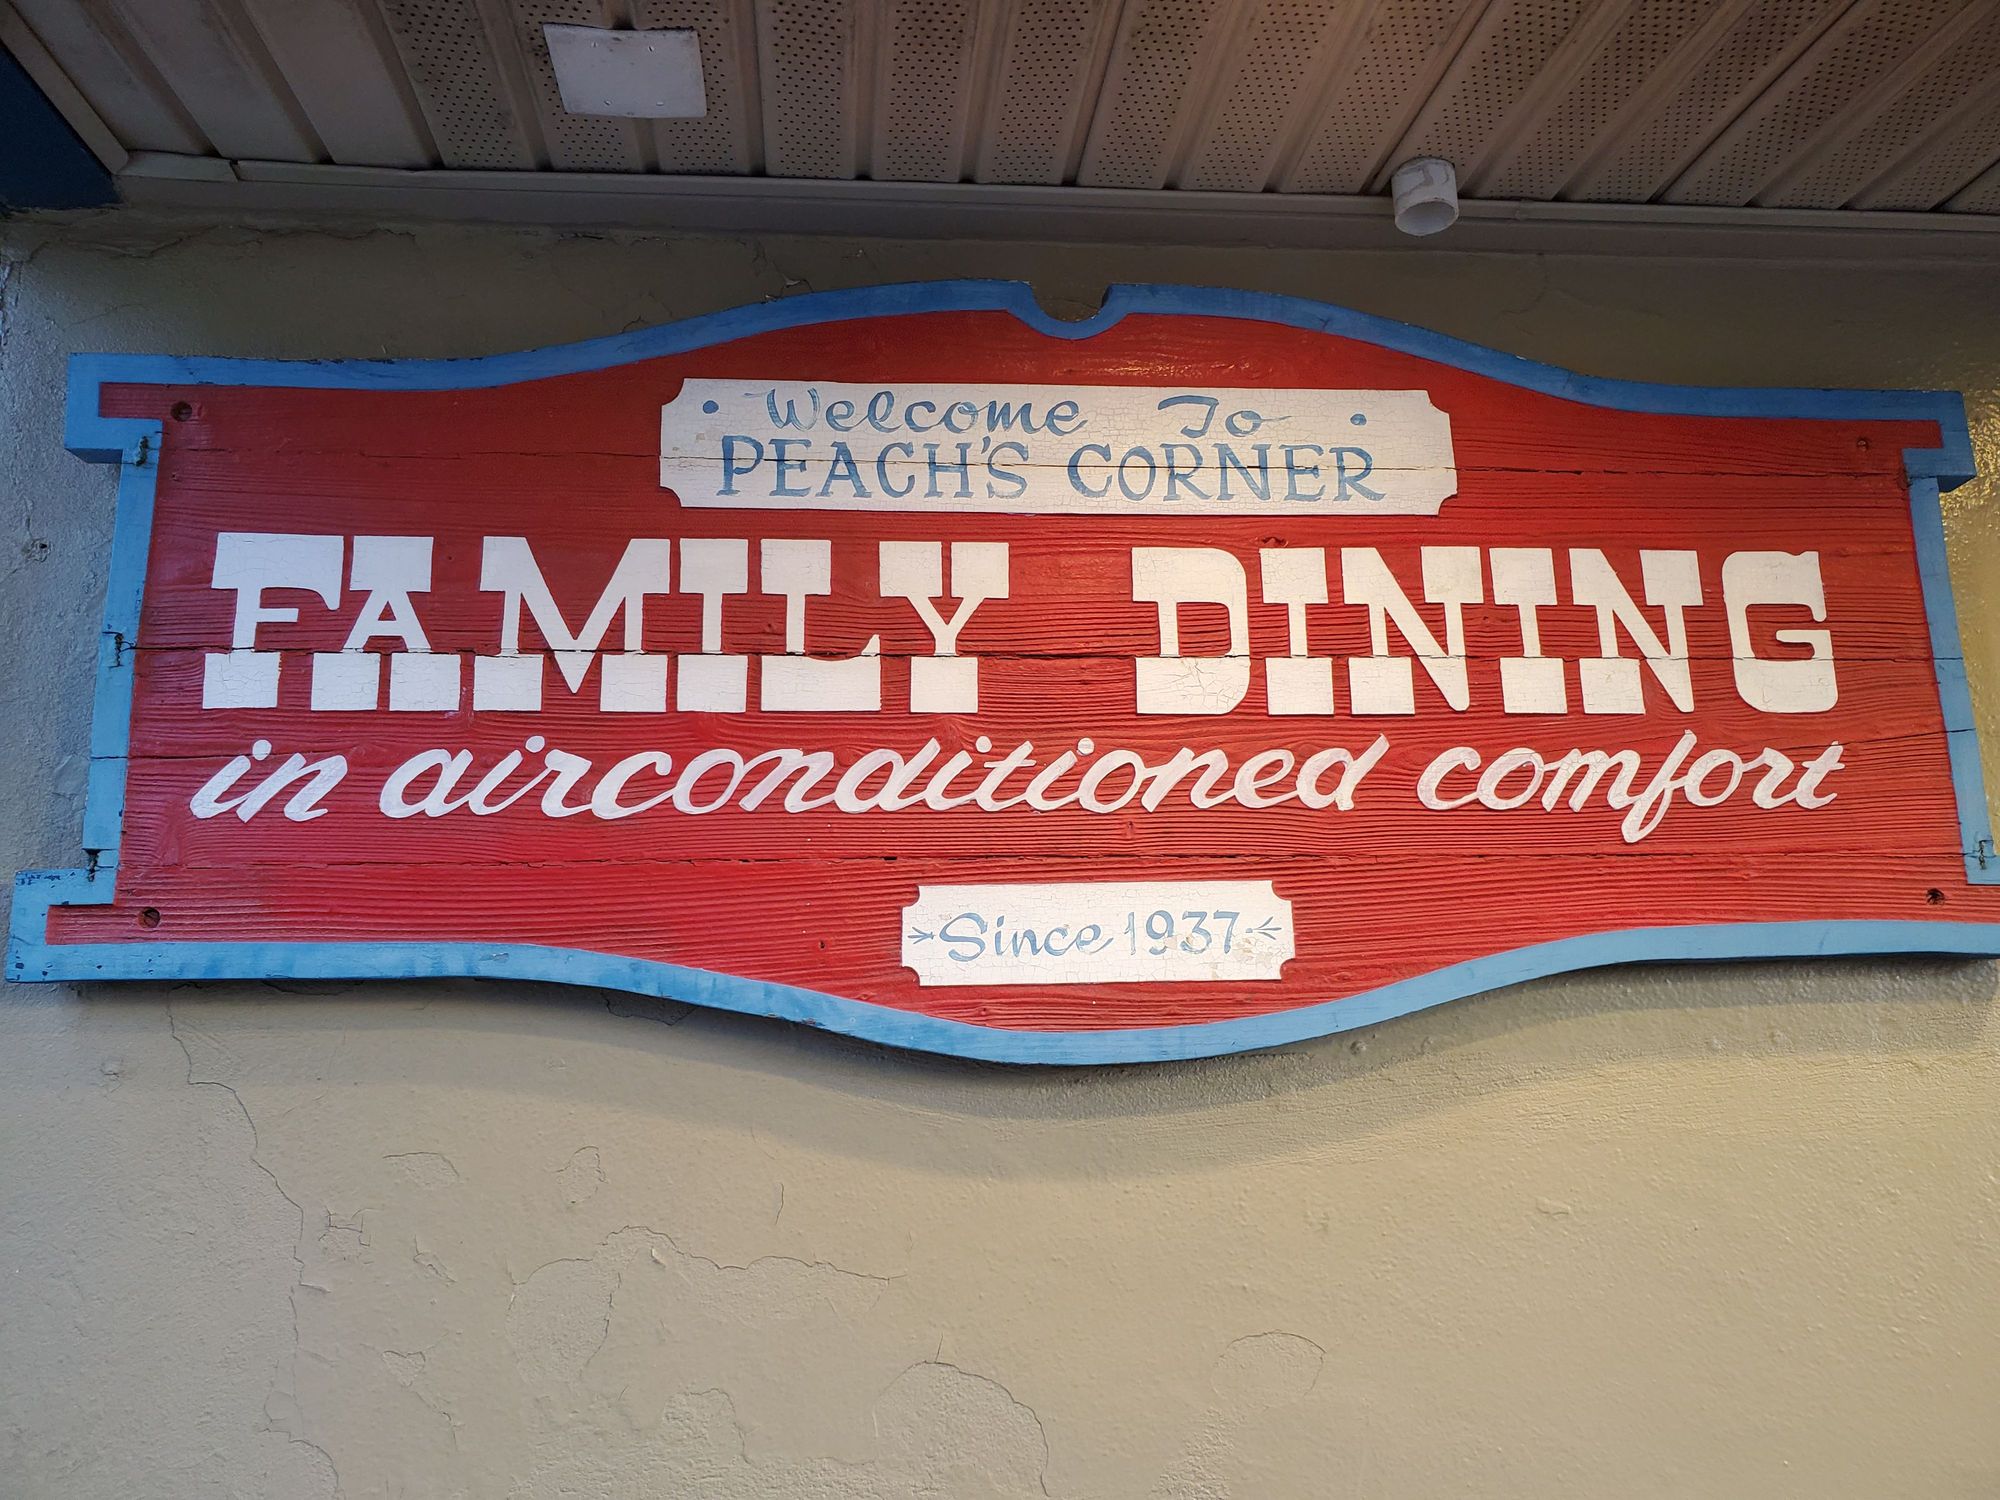 Welcome To
PEACH'S CORNER
FAMILY DINING
in airconditioned comfort
Since 1937